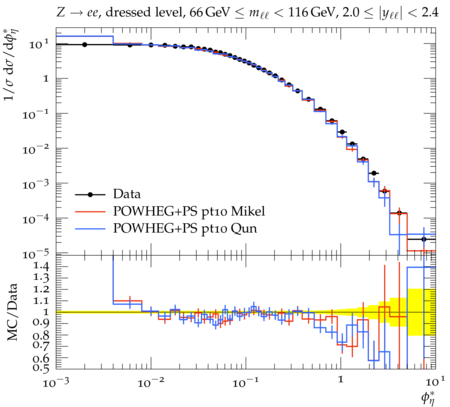 Z → ee, dressed level, 66 GeV ≤ mℓℓ < 116 GeV, 2.0 ≤ |yℓℓ| < 2.4
1/σ dσ/dϕ*η
10¹
1
10⁻¹
10⁻²
10⁻³
10⁻⁴
10⁻⁵
Data
POWHEG+PS pt10 Mikel
POWHEG+PS pt10 Qun
MC/Data
1.4
1.3
1.2
1.1
1
0.9
0.8
0.7
0.6
0.5
10⁻³ 10⁻² 10⁻¹ 1 10¹
ϕ*η